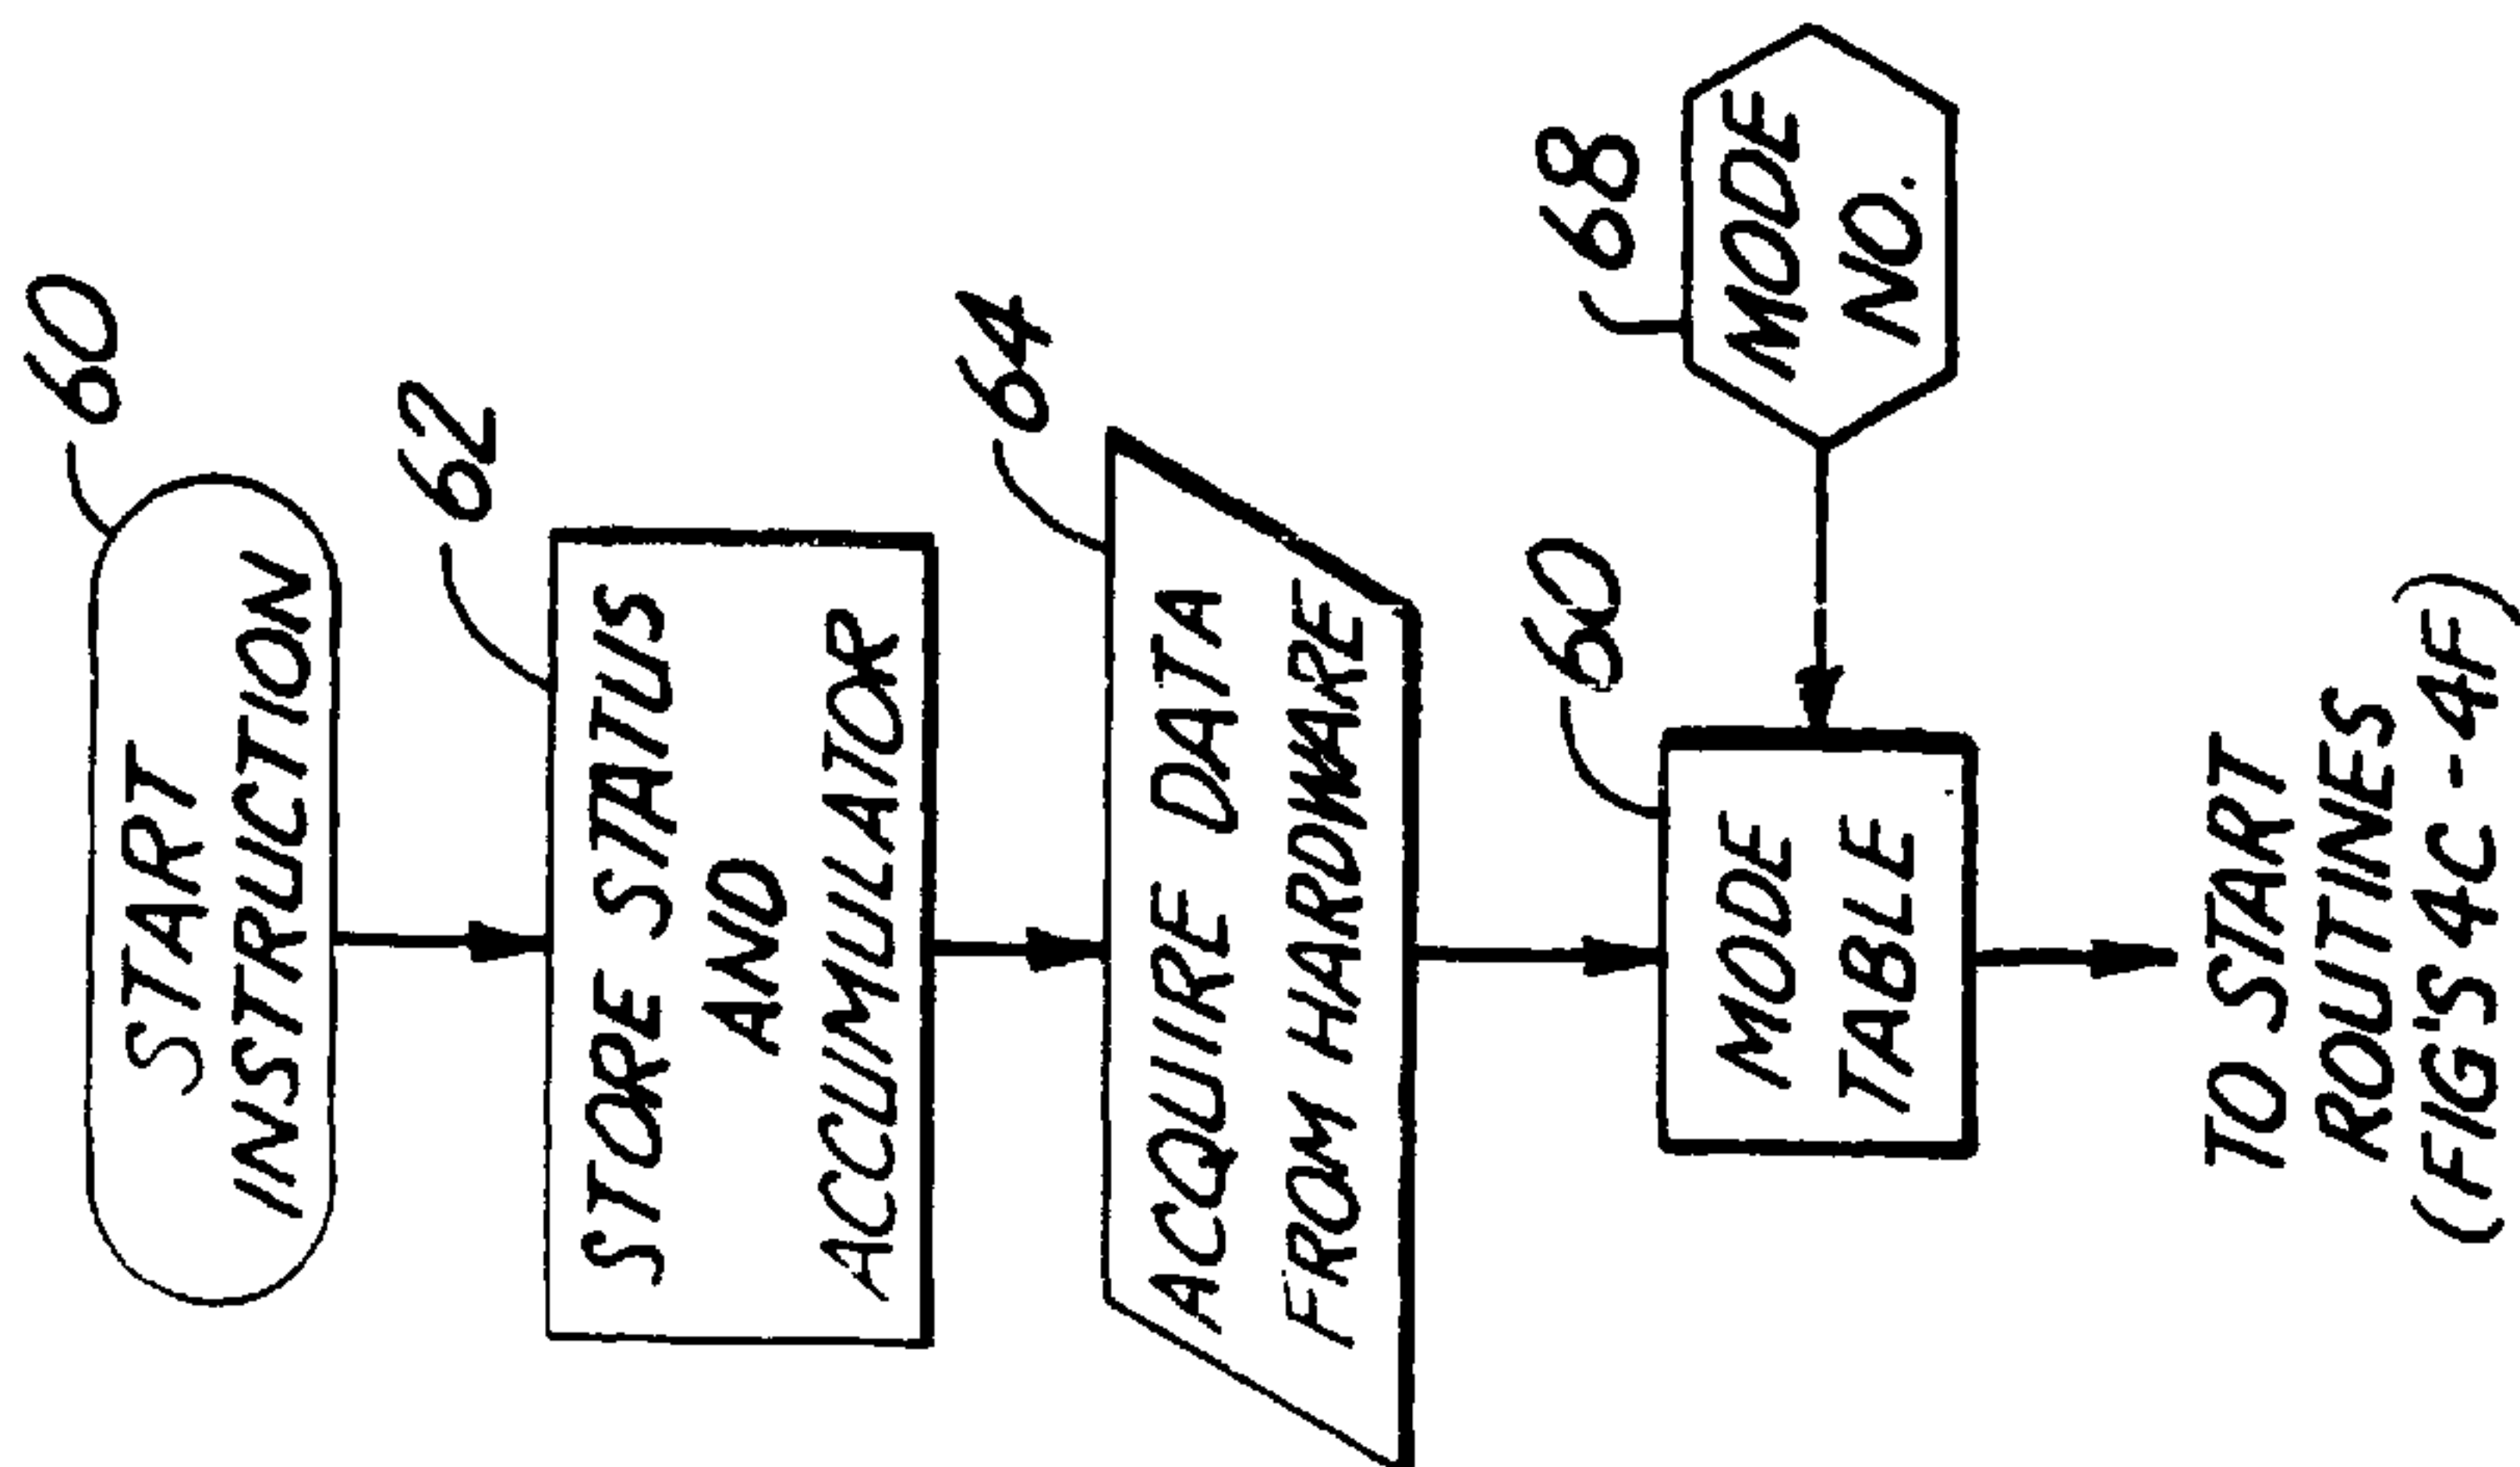 60
START
INSTRUCTION
62
STORE STATUS
AND
ACCUMULATOR
64
ACQUIRE DATA
FROM HARDWARE
68
MODE
NO.
60
MODE
TABLE
TO START
ROUTINES
(FIG'S 4C -4F)